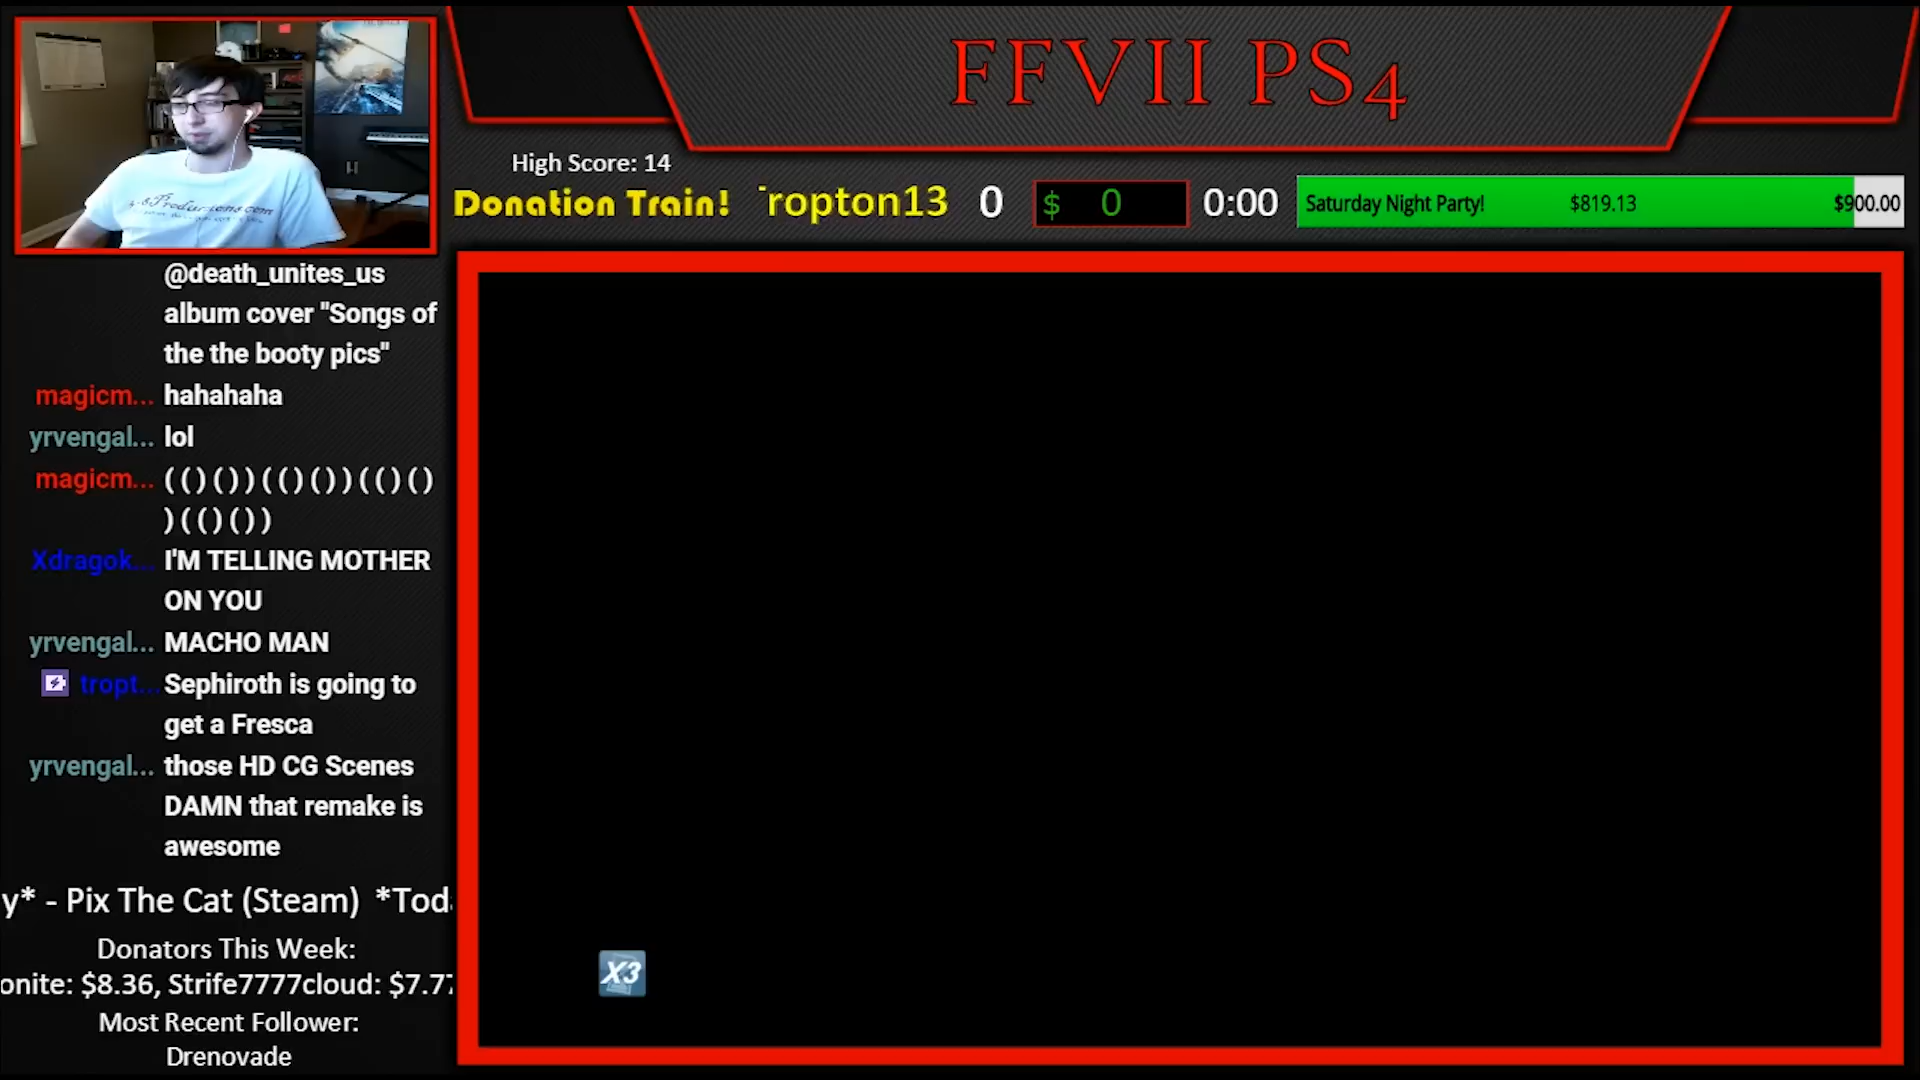 FFVII PS4
High Score: 14
Donation Train! ropton13 0 $ 0 0:00 Saturday Night Party! $819.13 $900.00
@death_unites_us
album cover "Songs of
the the booty pics"
magicm... hahahaha
yrvengal... lol
magicm... (()())(()())(()()
)(()())
Xdragok... I'M TELLING MOTHER
ON YOU
yrvengal... MACHO MAN
tropt... Sephiroth is going to
get a Fresca
yrvengal... those HD CG Scenes
DAMN that remake is
awesome
y* - Pix The Cat (Steam) *Tod
Donators This Week:
onite: $8.36, Strife7777cloud: $7.77
Most Recent Follower:
Drenovade
X3